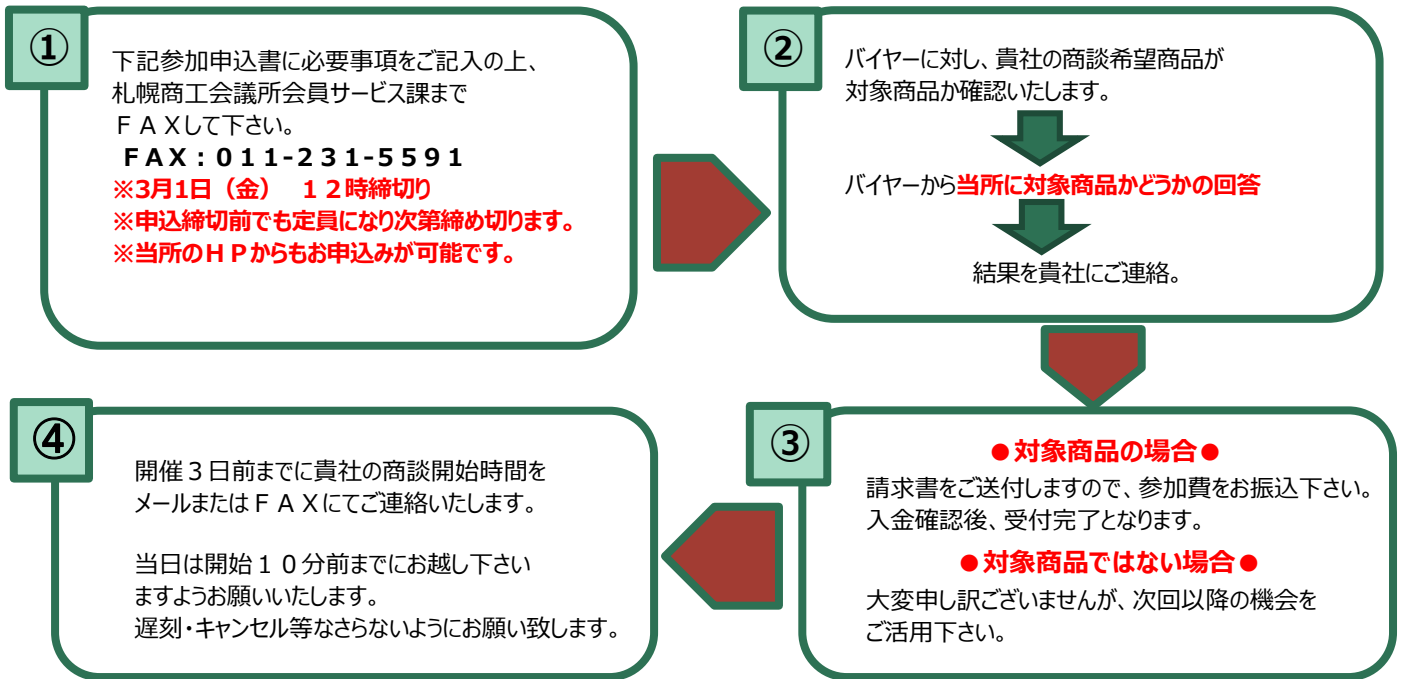 ①
下記参加申込書に必要事項をご記入の上、
札幌商工会議所会員サービス課まで
ＦＡＸして下さい。
ＦＡＸ：０１１-２３１-５５９１
※3月1日（金）　１２時締切り
※申込締切前でも定員になり次第締め切ります。
※当所のＨＰからもお申込みが可能です。
②
バイヤーに対し、貴社の商談希望商品が
対象商品か確認いたします。
バイヤーから当所に対象商品かどうかの回答
結果を貴社にご連絡。
③
●対象商品の場合●
請求書をご送付しますので、参加費をお振込下さい。
入金確認後、受付完了となります。
●対象商品ではない場合●
大変申し訳ございませんが、次回以降の機会を
ご活用下さい。
④
開催３日前までに貴社の商談開始時間を
メールまたはＦＡＸにてご連絡いたします。
当日は開始１０分前までにお越し下さい
ますようお願いいたします。
遅刻・キャンセル等なさらないようにお願い致します。